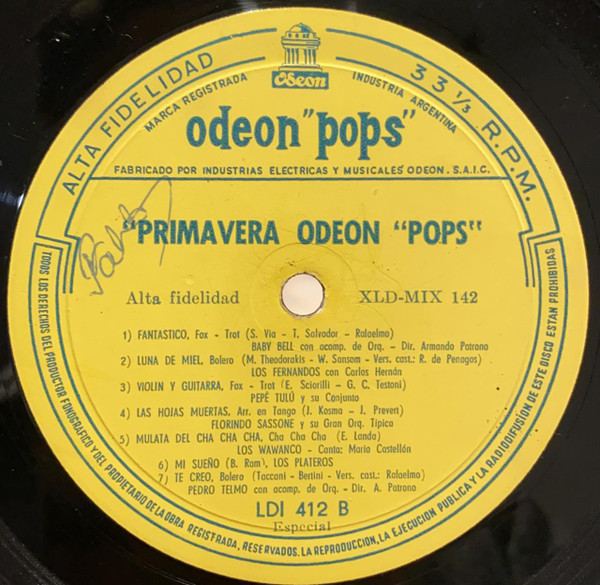 ALTA FIDELIDAD
33 1/3 R.P.M.
MARCA REGISTRADA
Odeon
INDUSTRIA ARGENTINA
odeon "pops"
FABRICADO POR INDUSTRIAS ELECTRICAS Y MUSICALES ODEON. S.A.I.C.
Pablito
"PRIMAVERA ODEON "POPS"
Alta fidelidad XLD-MIX 142
1) FANTASTICO, Fox - Trot (S. Via - T. Salvador - Rafaelmo)
BABY BELL con acomp. de Orq. - Dir. Armando Patrono
2) LUNA DE MIEL, Bolero (M. Theodorakis - W. Sansom - Vers. cast.: R. de Penagos)
LOS FERNANDOS con Carlos Hernán
3) VIOLIN Y GUITARRA, Fox - Trot (E. Sciorilli - G. C. Testoni)
PEPÉ TULÚ y su Conjunto
4) LAS HOJAS MUERTAS, Arr. en Tango (J. Kosma - J. Prevert)
FLORINDO SASSONE y su Gran Orq. Típica
5) MULATA DEL CHA CHA CHA, Cha Cha Cha (E. Landa)
LOS WAWANCO - Canta: Mario Castellón
6) MI SUEÑO (B. Ram), LOS PLATEROS
7) TE CREO, Bolero (Taccani - Bertini - Vers. cast.: Rafaelmo)
PEDRO TELMO con acomp. de Orq. - Dir. A. Patrono
LDI 412 B
Especial
TODOS LOS DERECHOS DEL PRODUCTOR FONOGRAFICO Y DEL PROPIETARIO DE LA OBRA REGISTRADA, RESERVADOS. LA REPRODUCCION, LA EJECUCION PUBLICA Y LA RADIODIFUSION DE ESTE DISCO ESTAN PROHIBIDAS